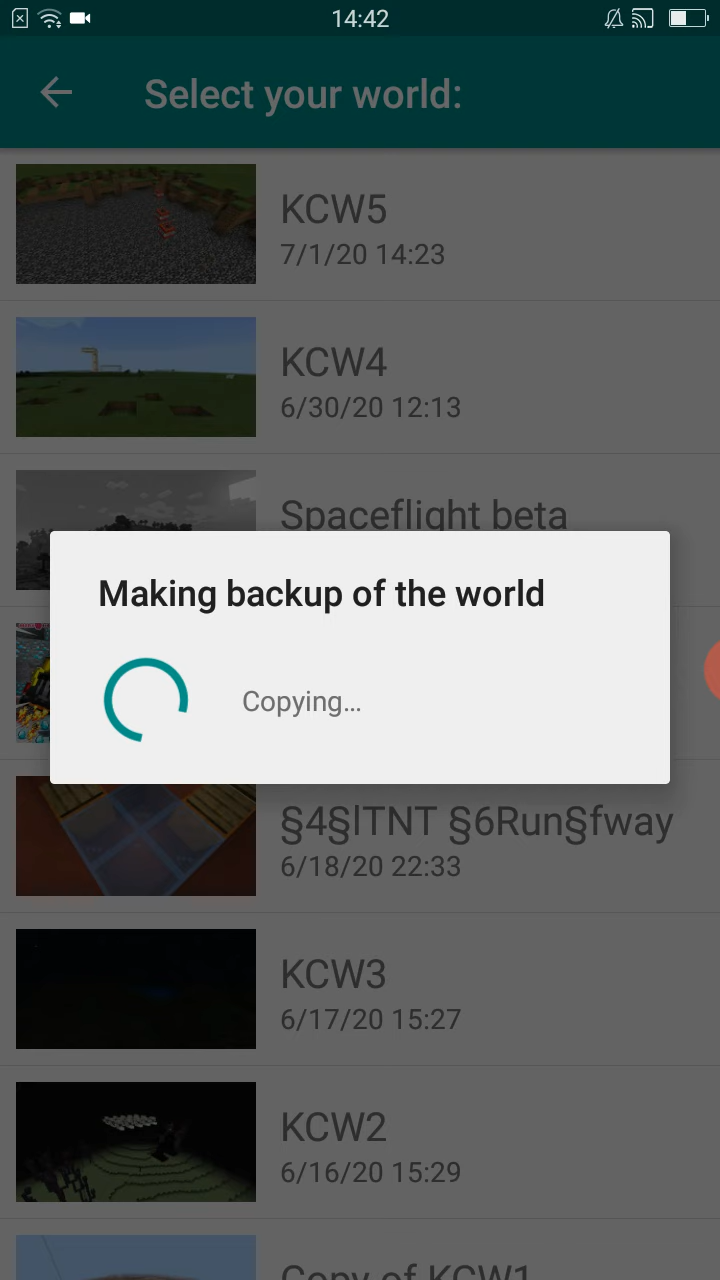 14:42
Select your world:
KCW5
7/1/20 14:23
KCW4
6/30/20 12:13
Spaceflight beta
Making backup of the world
Copying…
§4§lTNT §6Run§fway
6/18/20 22:33
KCW3
6/17/20 15:27
KCW2
6/16/20 15:29
Copy of KCW1